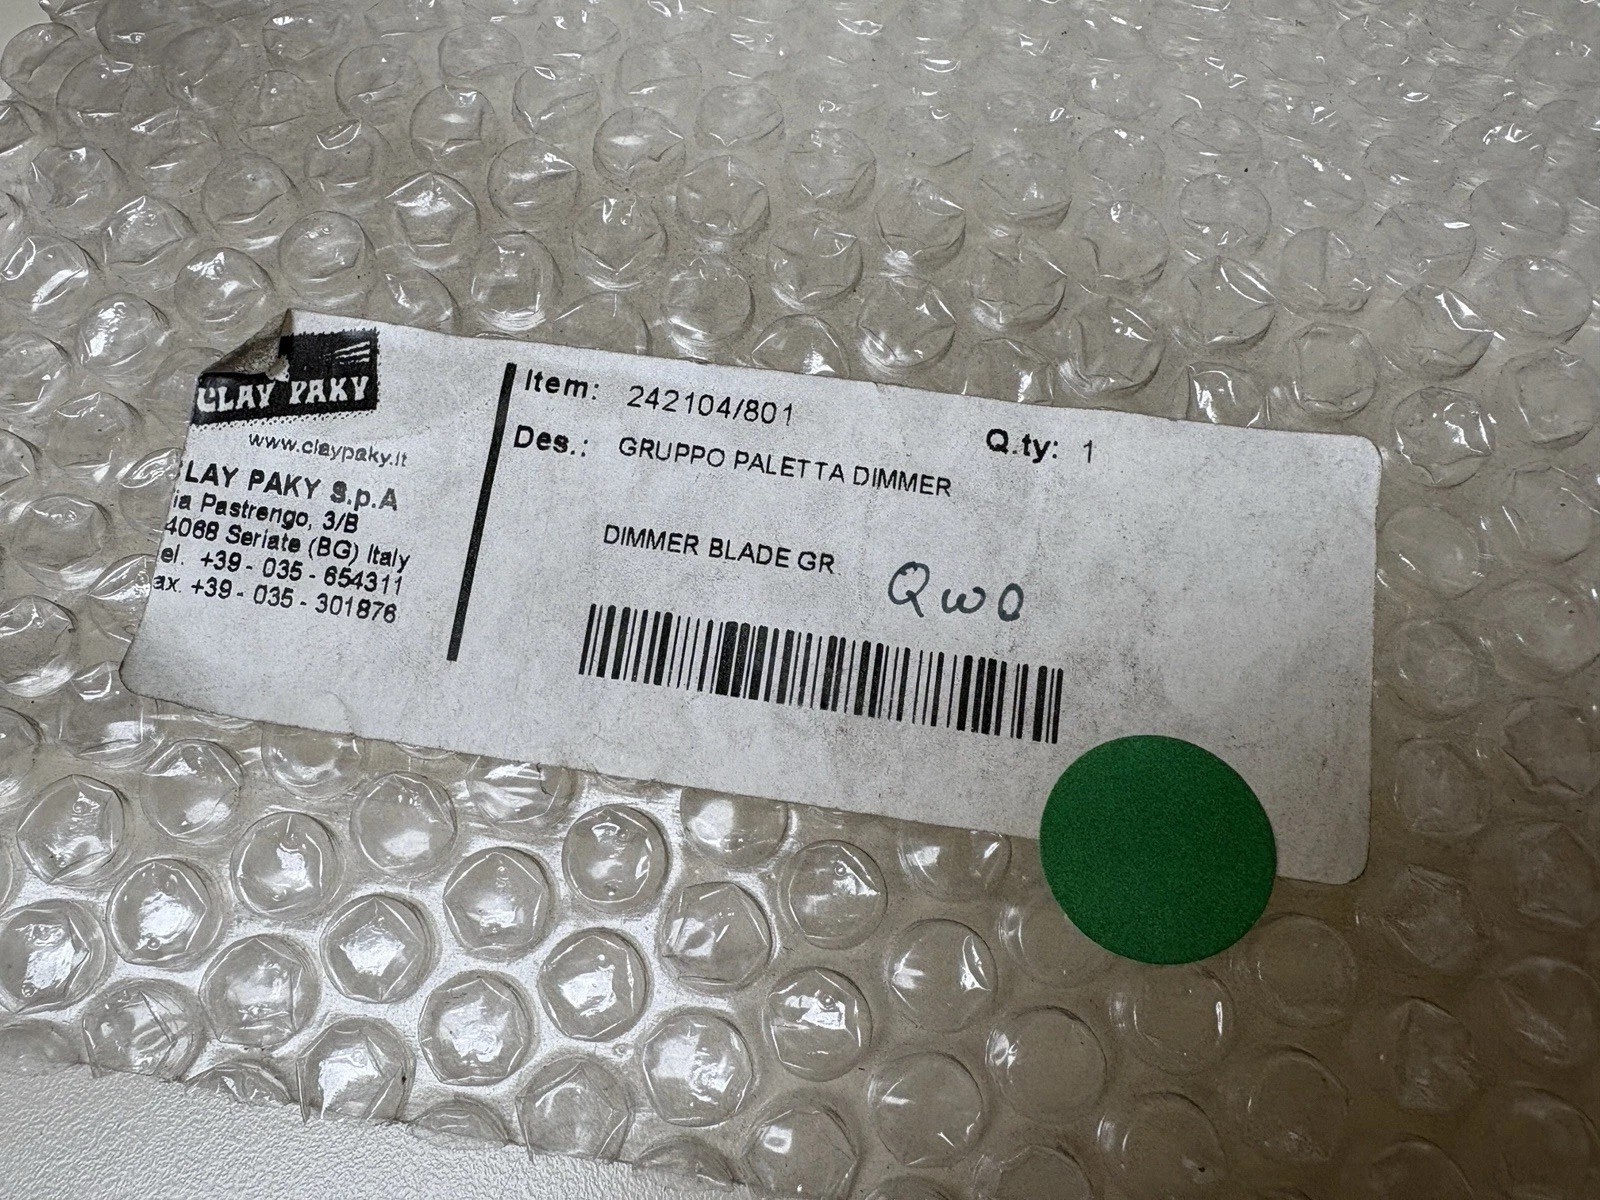 CLAY PAKY
www.claypaky.it
LAY PAKY S.p.A
ia Pastrengo, 3/B
4068 Seriate (BG) Italy
el. +39 - 035 - 654311
ax. +39 - 035 - 301876
Item: 242104/801
Q.ty: 1
Des.: GRUPPO PALETTA DIMMER
DIMMER BLADE GR
QWO